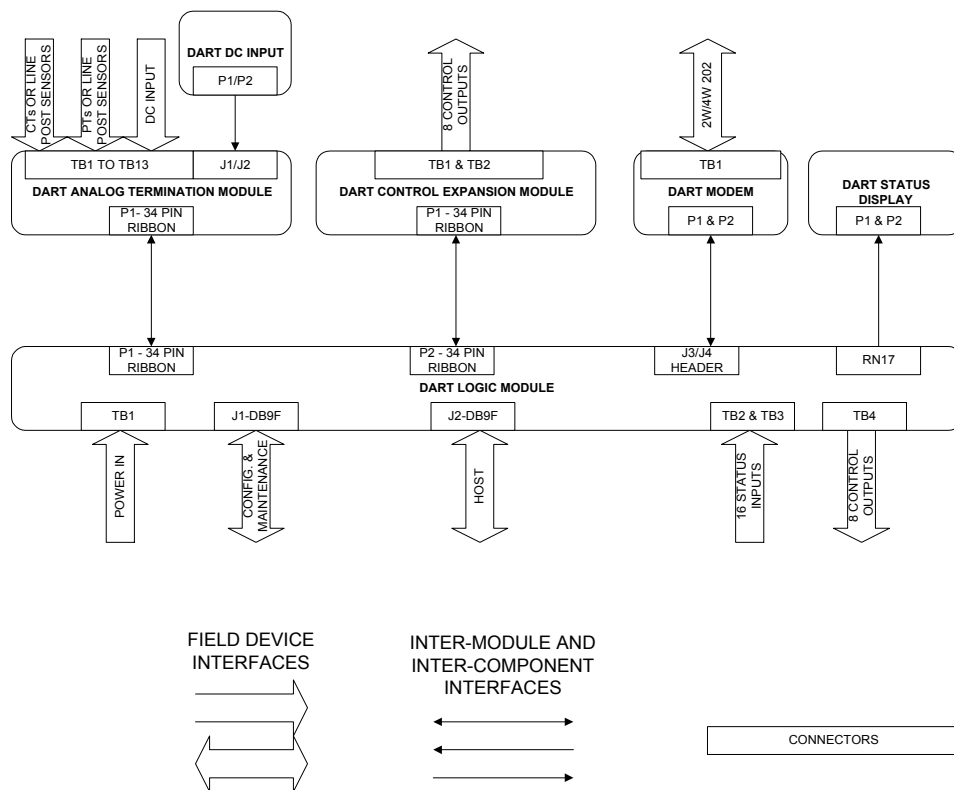 DART DC INPUT
P1/P2
CTs OR LINE
POST SENSORS
PTs OR LINE
POST SENSORS
DC INPUT
8 CONTROL
OUTPUTS
2W/4W 202
TB1 TO TB13
J1/J2
DART ANALOG TERMINATION MODULE
P1- 34 PIN
RIBBON
TB1 & TB2
DART CONTROL EXPANSION MODULE
P1 - 34 PIN
RIBBON
TB1
DART MODEM
P1 & P2
DART STATUS
DISPLAY
P1 & P2
P1 - 34 PIN
RIBBON
P2 - 34 PIN
RIBBON
J3/J4
HEADER
RN17
DART LOGIC MODULE
TB1
J1-DB9F
J2-DB9F
TB2 & TB3
TB4
POWER IN
CONFIG. &
MAINTENANCE
HOST
16 STATUS
INPUTS
8 CONTROL
OUTPUTS
FIELD DEVICE
INTERFACES
INTER-MODULE AND
INTER-COMPONENT
INTERFACES
CONNECTORS